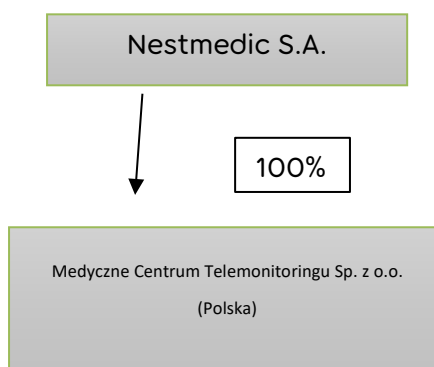 Nestmedic S.A.
100%
Medyczne Centrum Telemonitoringu Sp. z o.o.
(Polska)